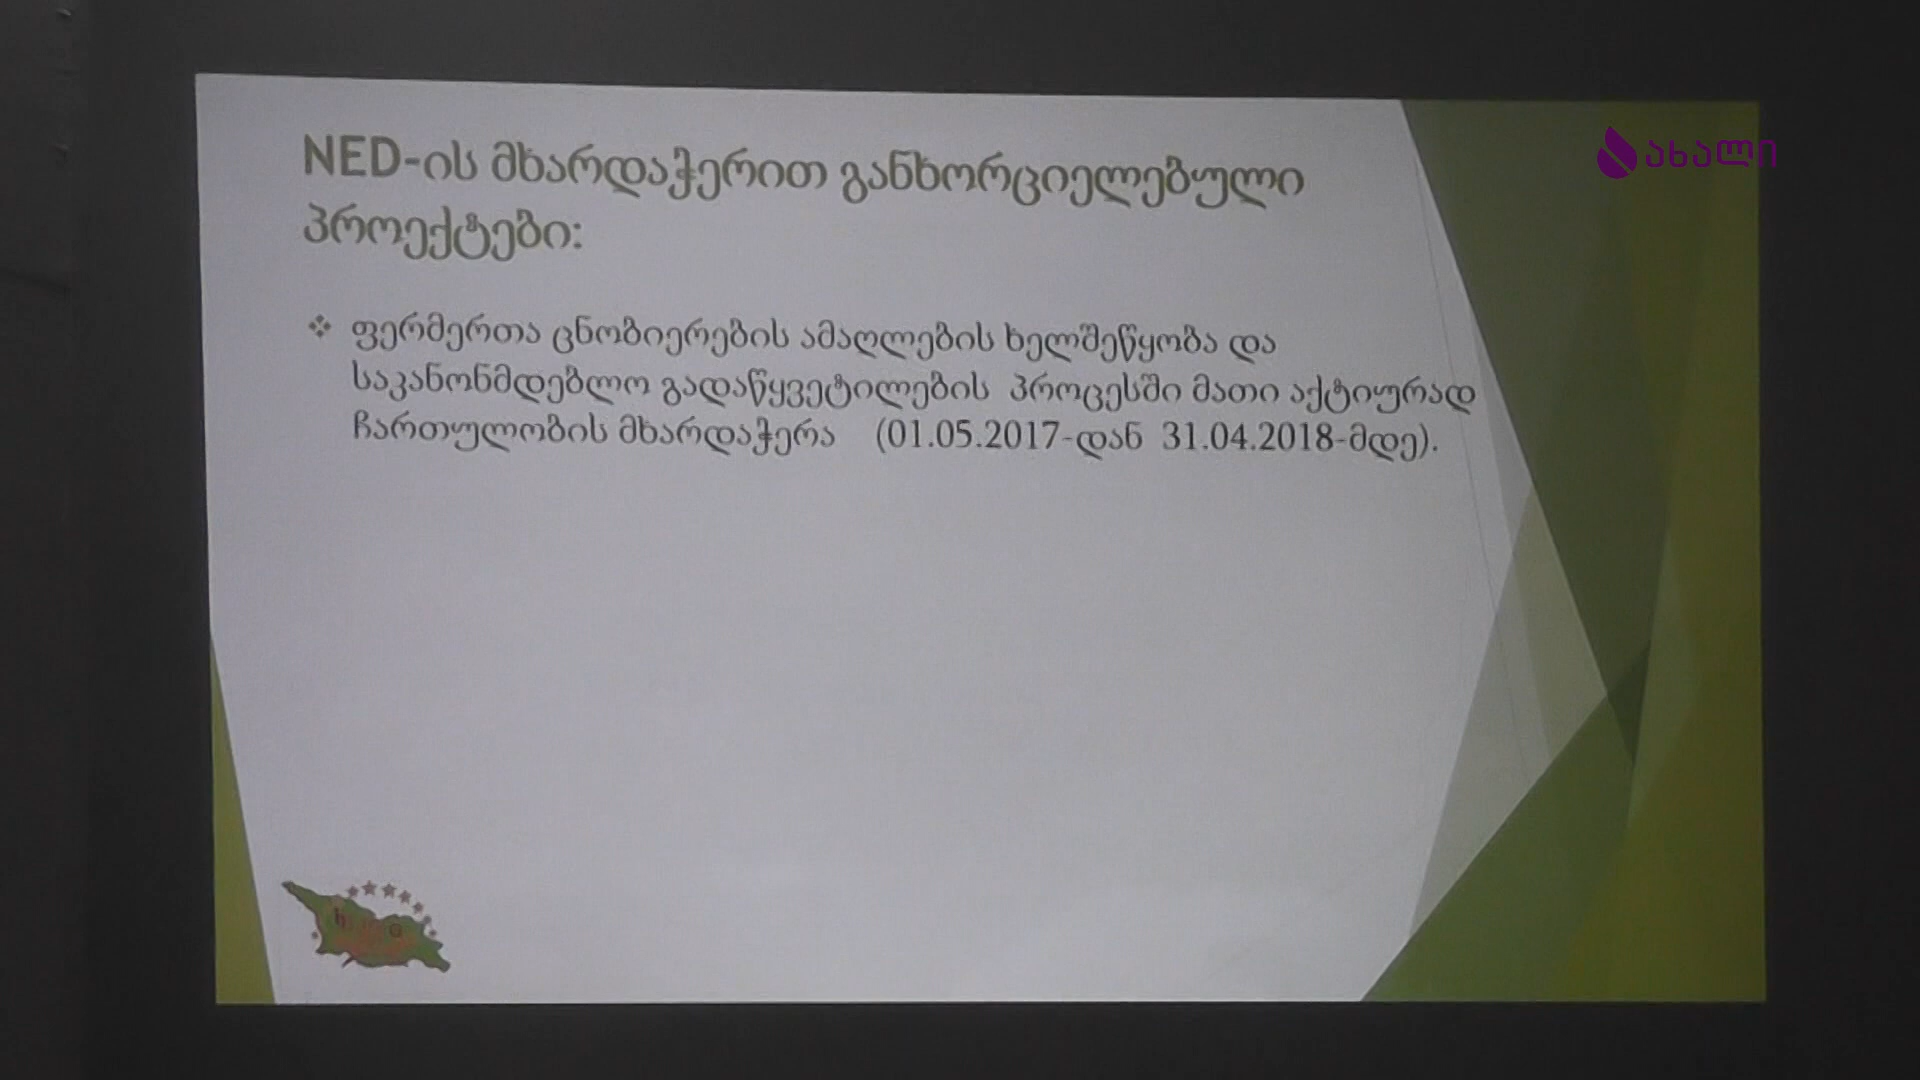 ახალი
NED-ის მხარდაჭერით განხორციელებული
პროექტები:
❖ ფერმერთა ცნობიერების ამაღლების ხელშეწყობა და
საკანონმდებლო გადაწყვეტილების პროცესში მათი აქტიურად
ჩართულობის მხარდაჭერა (01.05.2017-დან 31.04.2018-მდე).